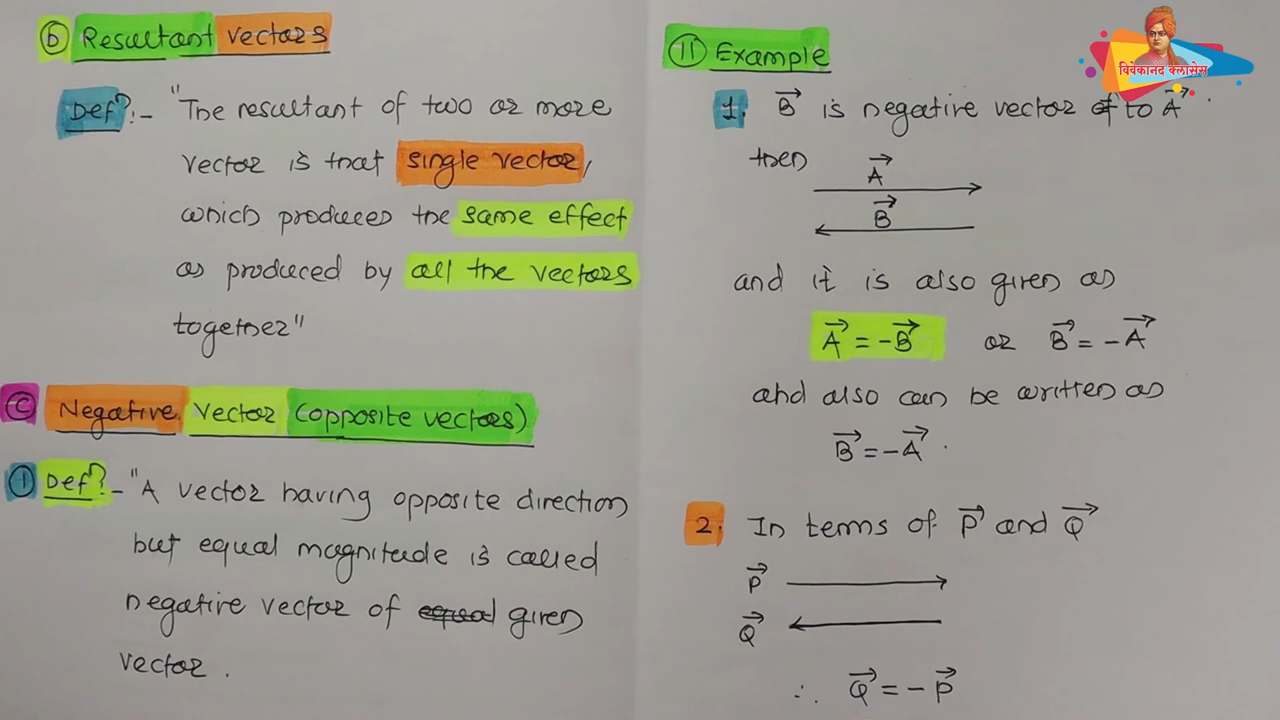 b Resultant vectors
Defⁿ:- "The resultant of two or more
vector is that single vector,
which produces the same effect
as produced by all the vectors
together"
C Negative vector (opposite vectors)
I Defⁿ- "A vector having opposite direction
but equal magnitude is called
negative vector of equal given
vector.
II Example
1. B⃗ is negative vector of to A⃗.
then
A⃗
B⃗
and it is also given as
A⃗ = -B⃗ or B⃗ = -A⃗
and also can be written as
B⃗ = -A⃗.
2. In terms of P⃗ and Q⃗
P⃗
Q⃗
∴ Q⃗ = -P⃗
विवेकानंद क्लासेस